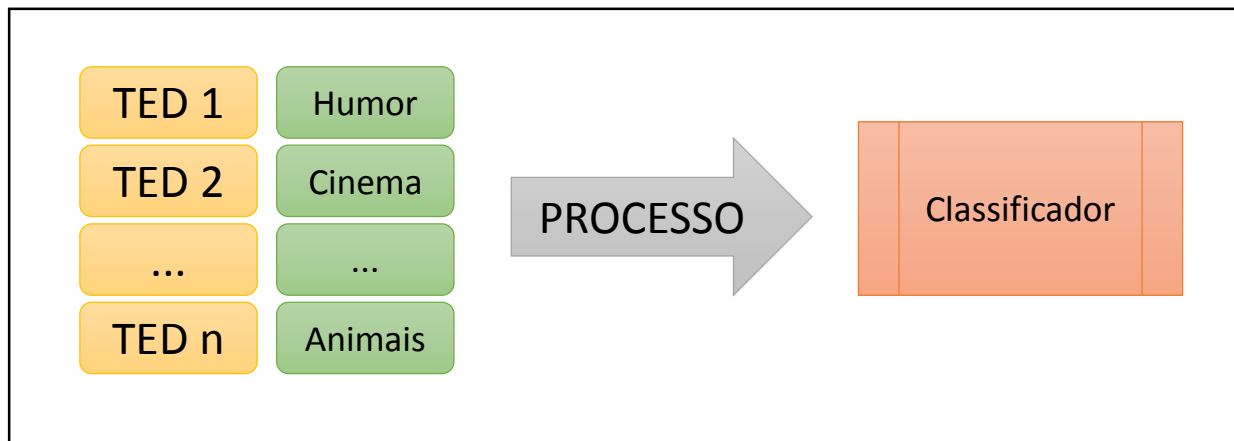 TED 1 Humor
TED 2 Cinema
... ...
TED n Animais
PROCESSO
Classificador